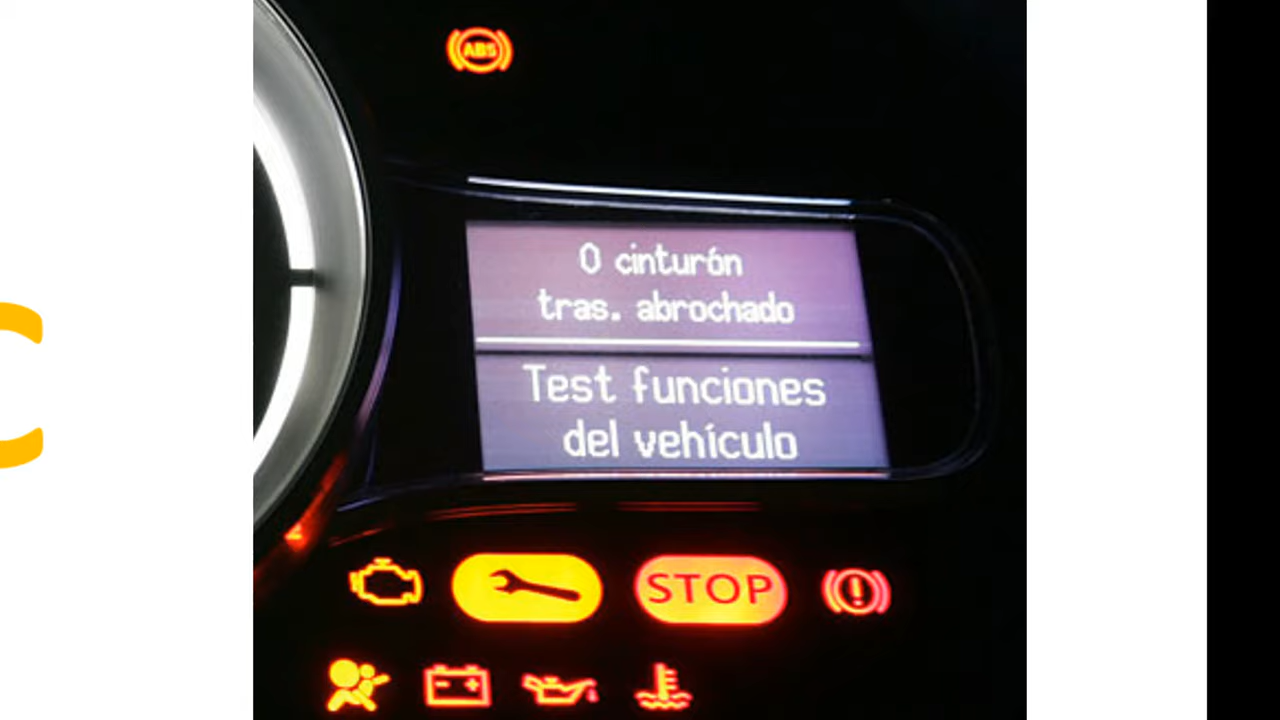 ABS
0 cinturón
tras. abrochado
Test funciones
del vehículo
STOP